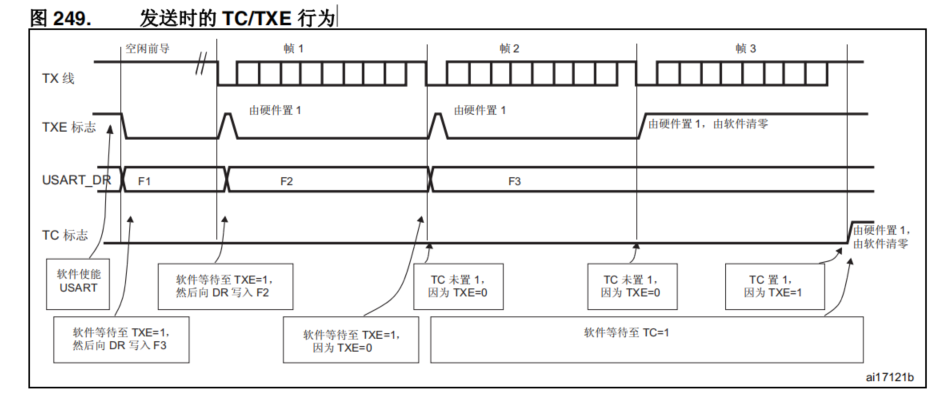 图 249. 发送时的 TC/TXE 行为
空闲前导 帧 1 帧 2 帧 3
TX 线
由硬件置 1 由硬件置 1
TXE 标志 由硬件置 1，由软件清零
USART_DR F1 F2 F3
TC 标志 由硬件置 1，
由软件清零
软件使能
USART
软件等待至 TXE=1，
然后向 DR 写入 F2
TC 未置 1，
因为 TXE=0
TC 未置 1，
因为 TXE=0
TC 置 1，
因为 TXE=1
软件等待至 TXE=1，
然后向 DR 写入 F3
软件等待至 TXE=1，
因为 TXE=0
软件等待至 TC=1
ai17121b